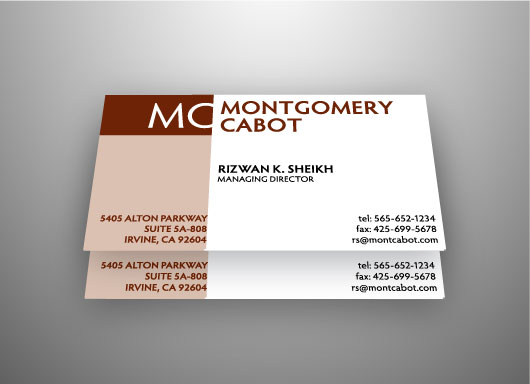 MC
MONTGOMERY
CABOT
RIZWAN K. SHEIKH
MANAGING DIRECTOR
5405 ALTON PARKWAY
SUITE 5A-808
IRVINE, CA 92604
tel: 565-652-1234
fax: 425-699-5678
rs@montcabot.com
5405 ALTON PARKWAY
SUITE 5A-808
IRVINE, CA 92604
tel: 565-652-1234
fax: 425-699-5678
rs@montcabot.com